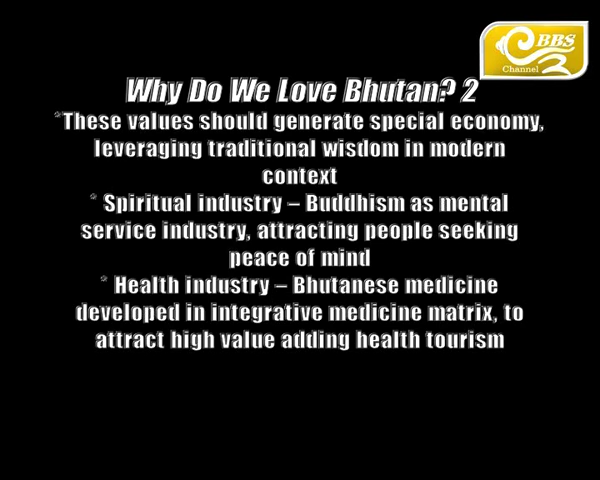 BBS
Channel 2
Why Do We Love Bhutan? 2
*These values should generate special economy,
leveraging traditional wisdom in modern
context
* Spiritual industry – Buddhism as mental
service industry, attracting people seeking
peace of mind
* Health industry – Bhutanese medicine
developed in integrative medicine matrix, to
attract high value adding health tourism